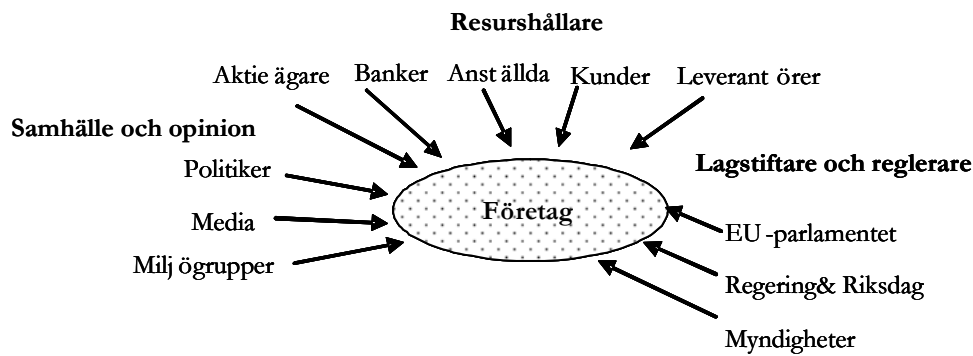 Resurshållare
Aktie ägare Banker Anst ällda Kunder Leverant örer
Samhälle och opinion
Lagstiftare och reglerare
Politiker
Företag
Media
EU -parlamentet
Milj ögrupper
Regering& Riksdag
Myndigheter